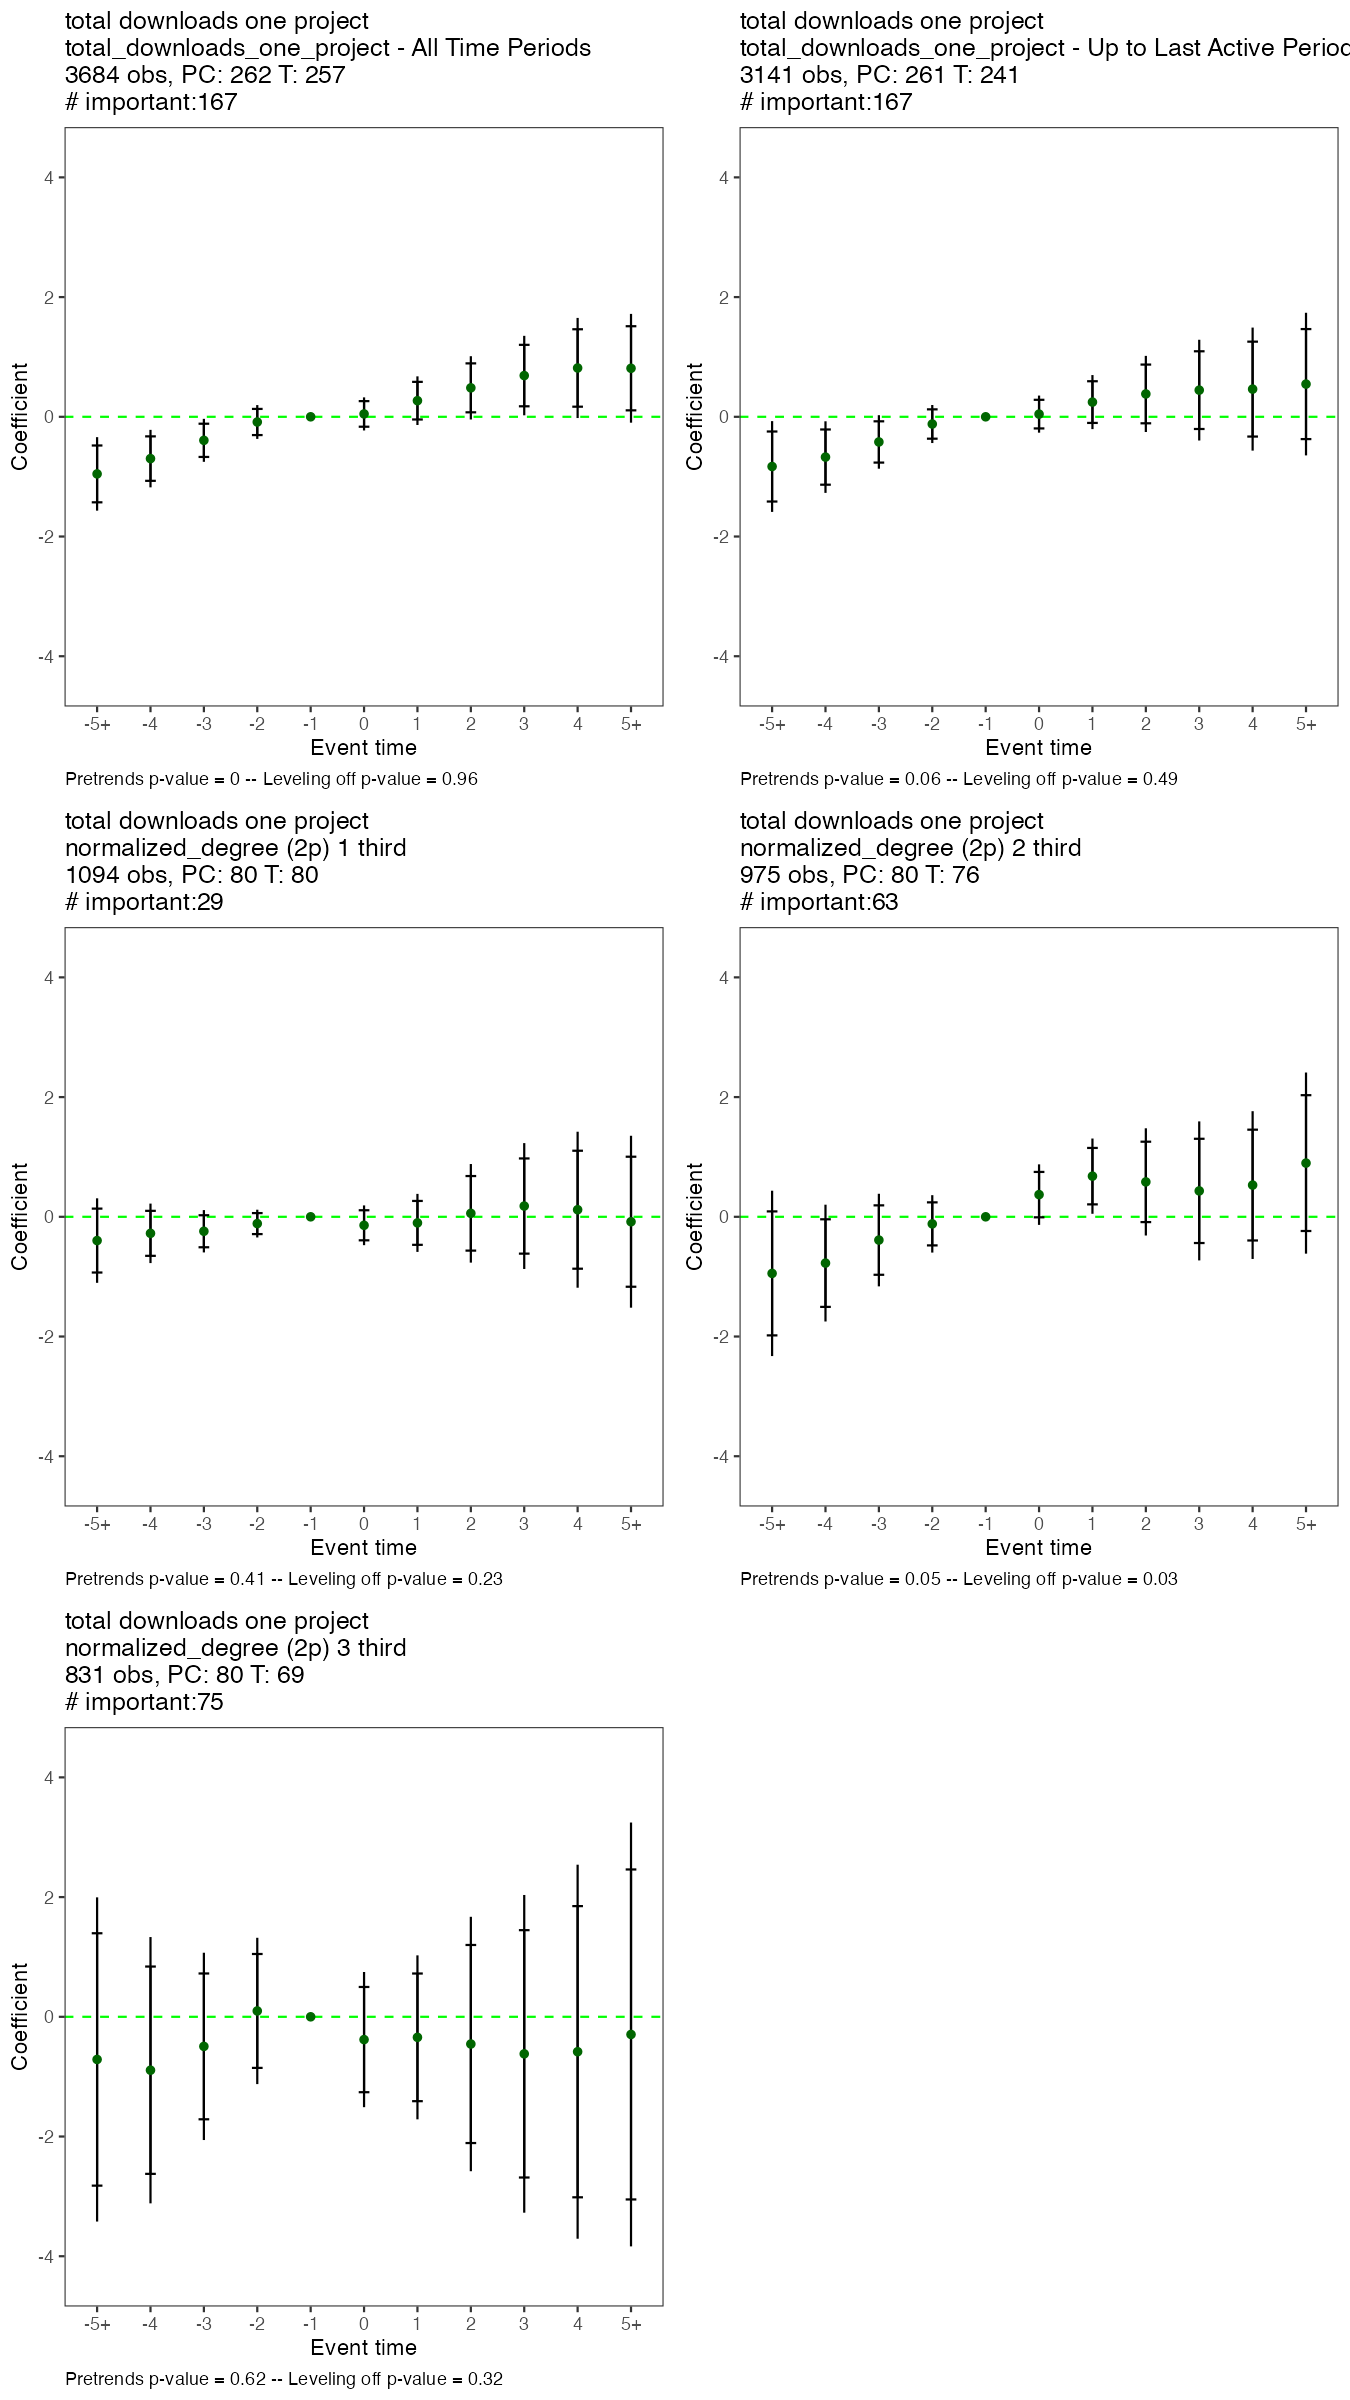 total downloads one project
total_downloads_one_project - All Time Periods
3684 obs, PC: 262 T: 257
# important:167
Coefficient
4
2
0
-2
-4
-5+ -4 -3 -2 -1 0 1 2 3 4 5+
Event time
Pretrends p-value = 0 -- Leveling off p-value = 0.96
total downloads one project
total_downloads_one_project - Up to Last Active Period
3141 obs, PC: 261 T: 241
# important:167
Coefficient
4
2
0
-2
-4
-5+ -4 -3 -2 -1 0 1 2 3 4 5+
Event time
Pretrends p-value = 0.06 -- Leveling off p-value = 0.49
total downloads one project
normalized_degree (2p) 1 third
1094 obs, PC: 80 T: 80
# important:29
Coefficient
4
2
0
-2
-4
-5+ -4 -3 -2 -1 0 1 2 3 4 5+
Event time
Pretrends p-value = 0.41 -- Leveling off p-value = 0.23
total downloads one project
normalized_degree (2p) 2 third
975 obs, PC: 80 T: 76
# important:63
Coefficient
4
2
0
-2
-4
-5+ -4 -3 -2 -1 0 1 2 3 4 5+
Event time
Pretrends p-value = 0.05 -- Leveling off p-value = 0.03
total downloads one project
normalized_degree (2p) 3 third
831 obs, PC: 80 T: 69
# important:75
Coefficient
4
2
0
-2
-4
-5+ -4 -3 -2 -1 0 1 2 3 4 5+
Event time
Pretrends p-value = 0.62 -- Leveling off p-value = 0.32